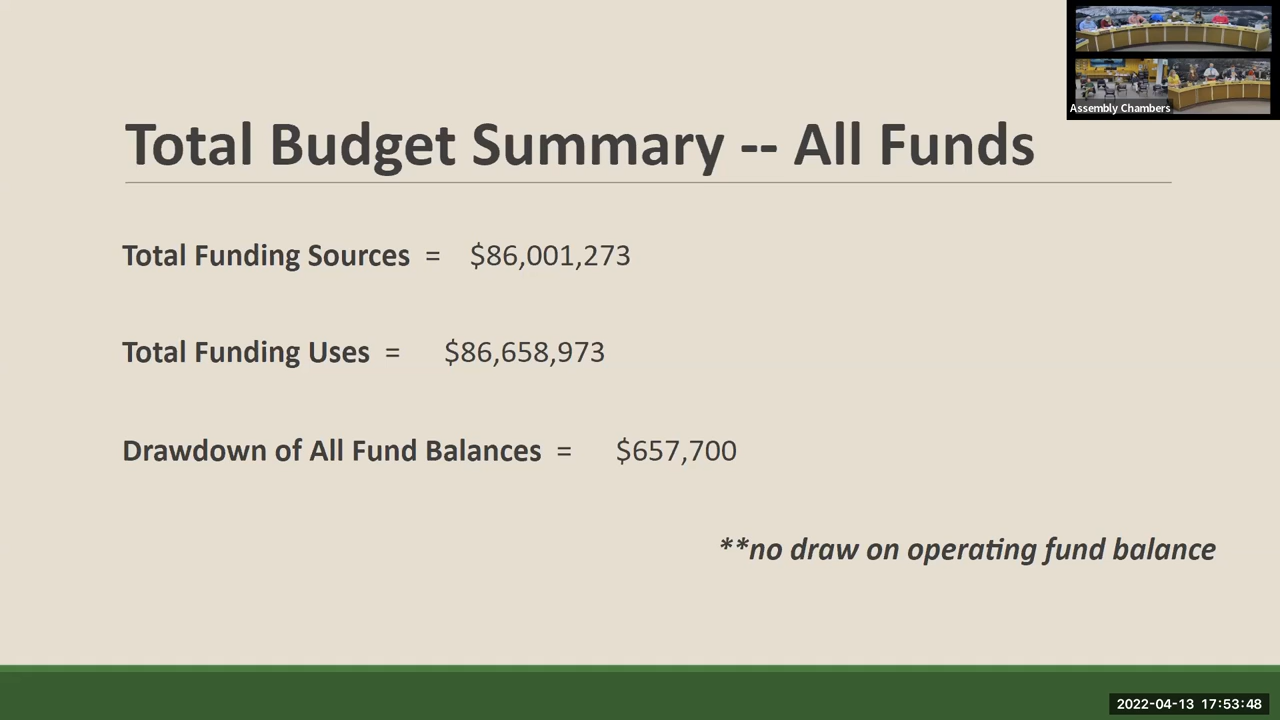 Assembly Chambers
Total Budget Summary -- All Funds
Total Funding Sources = $86,001,273
Total Funding Uses = $86,658,973
Drawdown of All Fund Balances = $657,700
**no draw on operating fund balance
2022-04-13 17:53:48